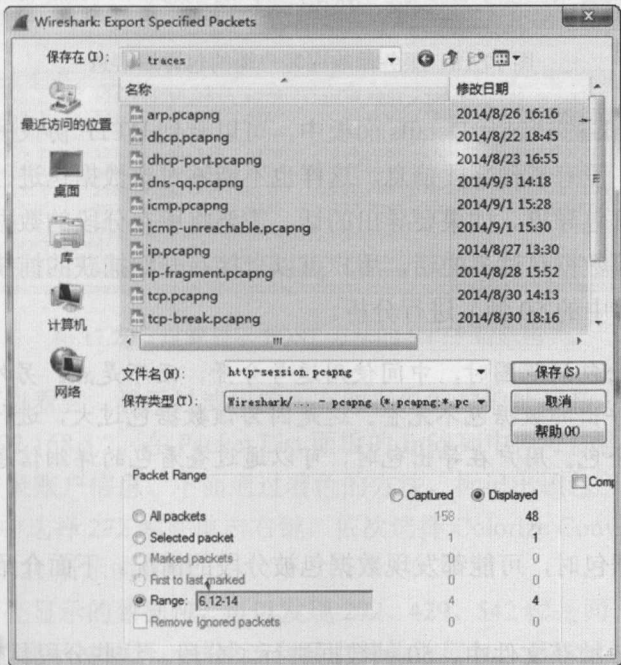 Wireshark: Export Specified Packets
保存在(I): traces
名称 修改日期
arp.pcapng 2014/8/26 16:16
dhcp.pcapng 2014/8/22 18:45
dhcp-port.pcapng 2014/8/23 16:55
dns-qq.pcapng 2014/9/3 14:18
icmp.pcapng 2014/9/1 15:28
icmp-unreachable.pcapng 2014/9/1 15:30
ip.pcapng 2014/8/27 13:30
ip-fragment.pcapng 2014/8/28 15:52
tcp.pcapng 2014/8/30 14:13
tcp-break.pcapng 2014/8/30 18:16
最近访问的位置
桌面
库
计算机
网络
文件名(N): http-session.pcapng 保存(S)
保存类型(T): Wireshark/... - pcapng (*.pcapng;*.pc 取消
帮助(H)
Packet Range
Comp
Captured Displayed
All packets 158 48
Selected packet 1 1
Marked packets 0 0
First to last marked 0 0
Range: 6,12-14 4 4
Remove Ignored packets 0 0